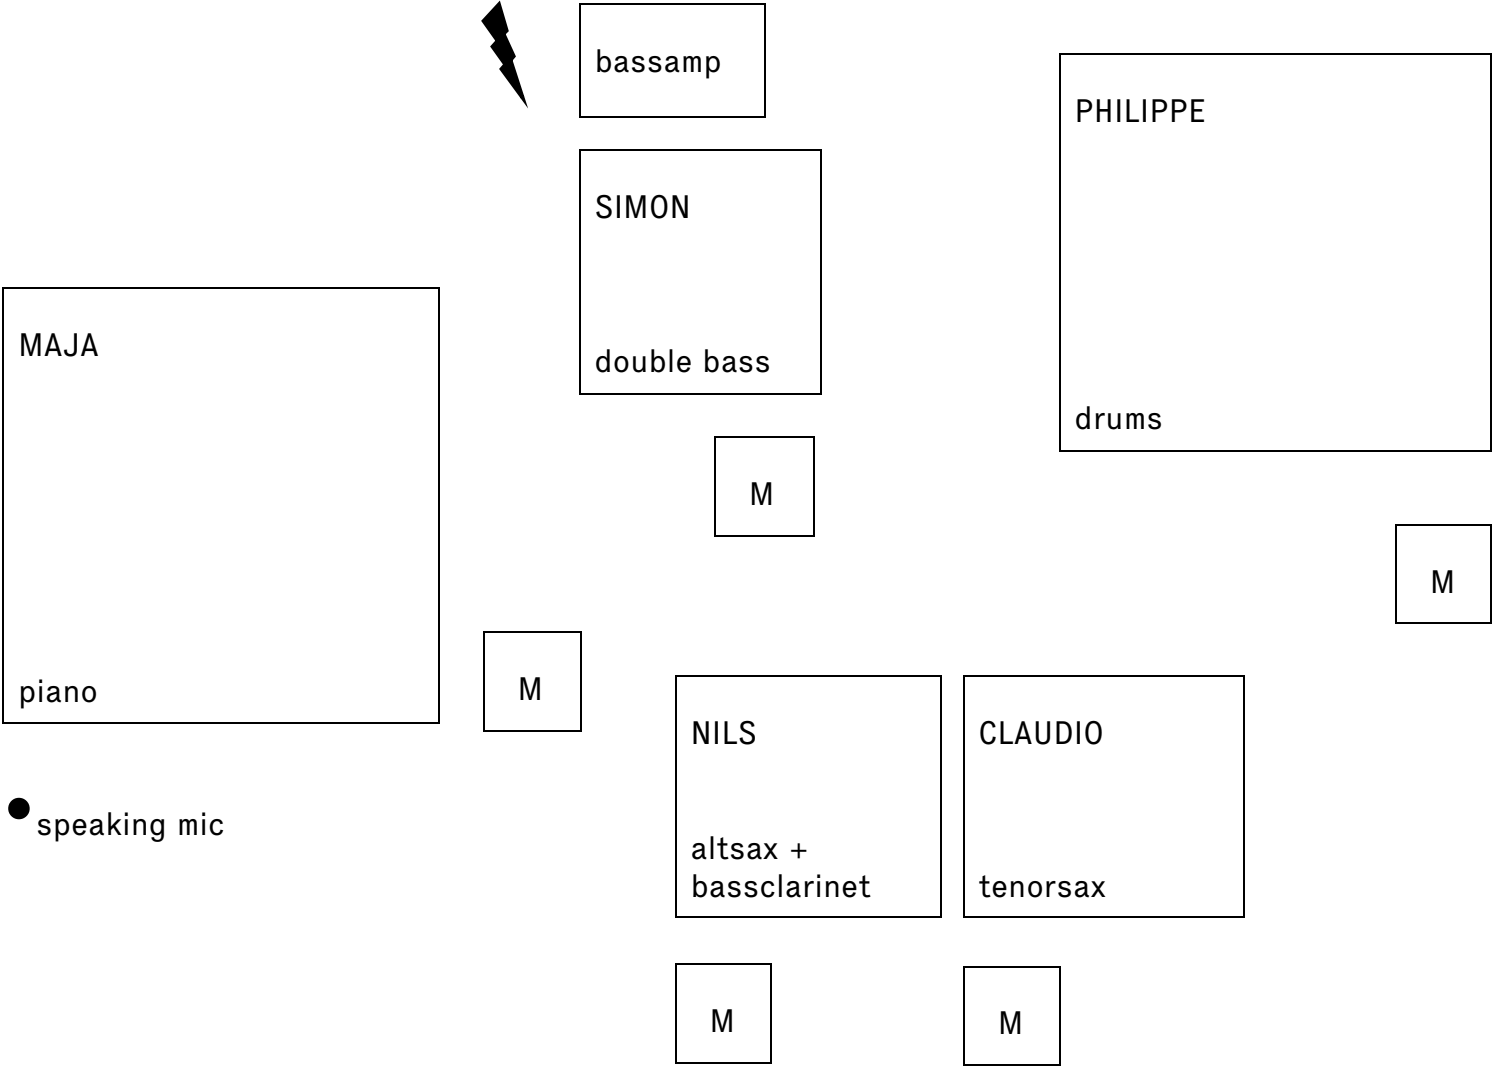 bassamp
PHILIPPE
SIMON
double bass
drums
MAJA
piano
M
M
M
NILS
altsax +
bassclarinet
CLAUDIO
tenorsax
speaking mic
M
M